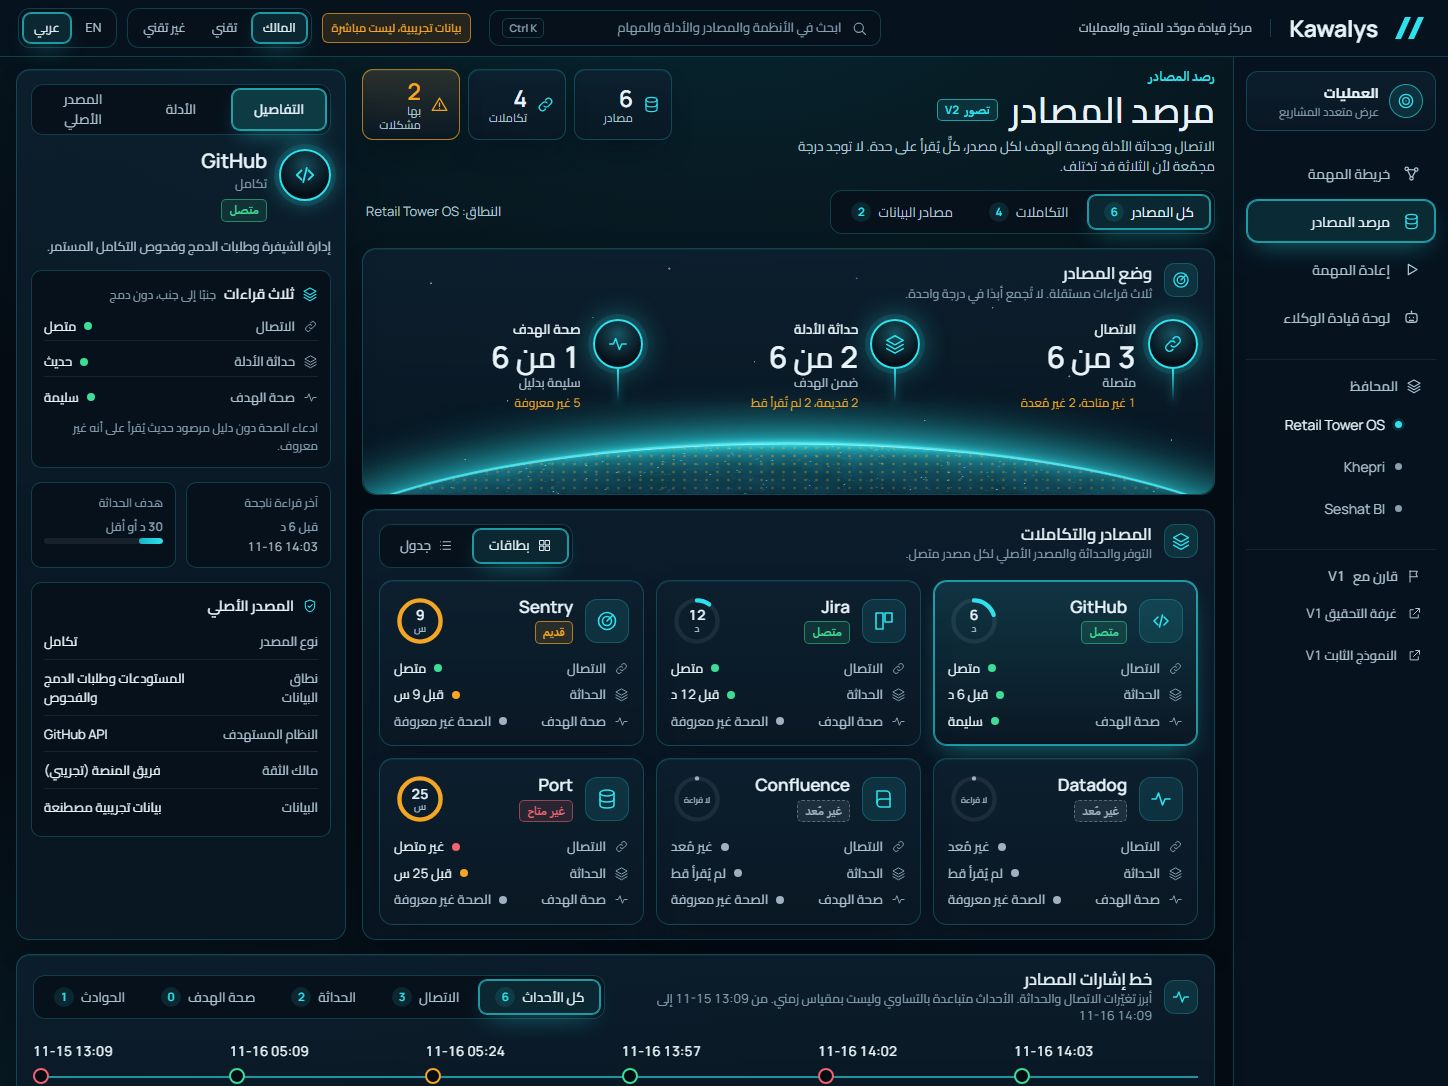 Kawalys
مركز قيادة موحّد للمنتج والعمليات
ابحث في الأنظمة والمصادر والأدلة والمهام
Ctrl K
بيانات تجريبية، ليست مباشرة
المالك
تقني
غير تقني
EN
عربي
العمليات
عرض متعدد المشاريع
خريطة المهمة
مرصد المصادر
إعادة المهمة
لوحة قيادة الوكلاء
المحافظ
Retail Tower OS
Khepri
Seshat BI
قارن مع V1
غرفة التحقيق V1
النموذج الثابت V1
رصد المصادر
مرصد المصادر
تصور V2
الاتصال وحداثة الأدلة وصحة الهدف لكل مصدر، كلٌّ يُقرأ على حدة. لا توجد درجة
مجمّعة لأن الثلاثة قد تختلف.
6
مصادر
4
تكاملات
2
بها
مشكلات
كل المصادر 6
التكاملات 4
مصادر البيانات 2
النطاق: Retail Tower OS
وضع المصادر
ثلاث قراءات مستقلة. لا تُجمع أبدًا في درجة واحدة.
الاتصال
3 من 6
متصلة
1 غير متاحة، 2 غير مُعدة
حداثة الأدلة
2 من 6
ضمن الهدف
2 قديمة، 2 لم تُقرأ قط
صحة الهدف
1 من 6
سليمة بدليل
5 غير معروفة
المصادر والتكاملات
التوفر والحداثة والمصدر الأصلي لكل مصدر متصل.
بطاقات
جدول
GitHub
متصل
6
د
الاتصال
متصل
الحداثة
قبل 6 د
صحة الهدف
سليمة
Jira
متصل
12
د
الاتصال
متصل
الحداثة
قبل 12 د
صحة الهدف
الصحة غير معروفة
Sentry
قديم
9
س
الاتصال
متصل
الحداثة
قبل 9 س
صحة الهدف
الصحة غير معروفة
Datadog
غير مُعد
لا قراءة
الاتصال
غير مُعد
الحداثة
لم يُقرأ قط
صحة الهدف
الصحة غير معروفة
Confluence
غير مُعد
لا قراءة
الاتصال
غير مُعد
الحداثة
لم يُقرأ قط
صحة الهدف
الصحة غير معروفة
Port
غير متاح
25
س
الاتصال
غير متصل
الحداثة
قبل 25 س
صحة الهدف
الصحة غير معروفة
التفاصيل
الأدلة
المصدر
الأصلي
GitHub
تكامل
متصل
إدارة الشيفرة وطلبات الدمج وفحوص التكامل المستمر.
ثلاث قراءات جنبًا إلى جنب، دون دمج
الاتصال
متصل
حداثة الأدلة
حديث
صحة الهدف
سليمة
ادعاء الصحة دون دليل مرصود حديث يُقرأ على أنه غير
معروف.
آخر قراءة ناجحة
قبل 6 د
11-16 14:03
هدف الحداثة
30 د أو أقل
المصدر الأصلي
نوع المصدر
تكامل
نطاق
البيانات
المستودعات وطلبات الدمج
والفحوص
النظام المستهدف
GitHub API
مالك الثقة
فريق المنصة (تجريبي)
البيانات
بيانات تجريبية مصطنعة
خط إشارات المصادر
أبرز تغيّرات الاتصال والحداثة. الأحداث متباعدة بالتساوي وليست بمقياس زمني. من 13:09 15-11 إلى
11-16 14:09
كل الأحداث 6
الاتصال 3
الحداثة 2
صحة الهدف 0
الحوادث 1
11-16 14:03
11-16 14:02
11-16 13:57
11-16 05:24
11-16 05:09
11-15 13:09